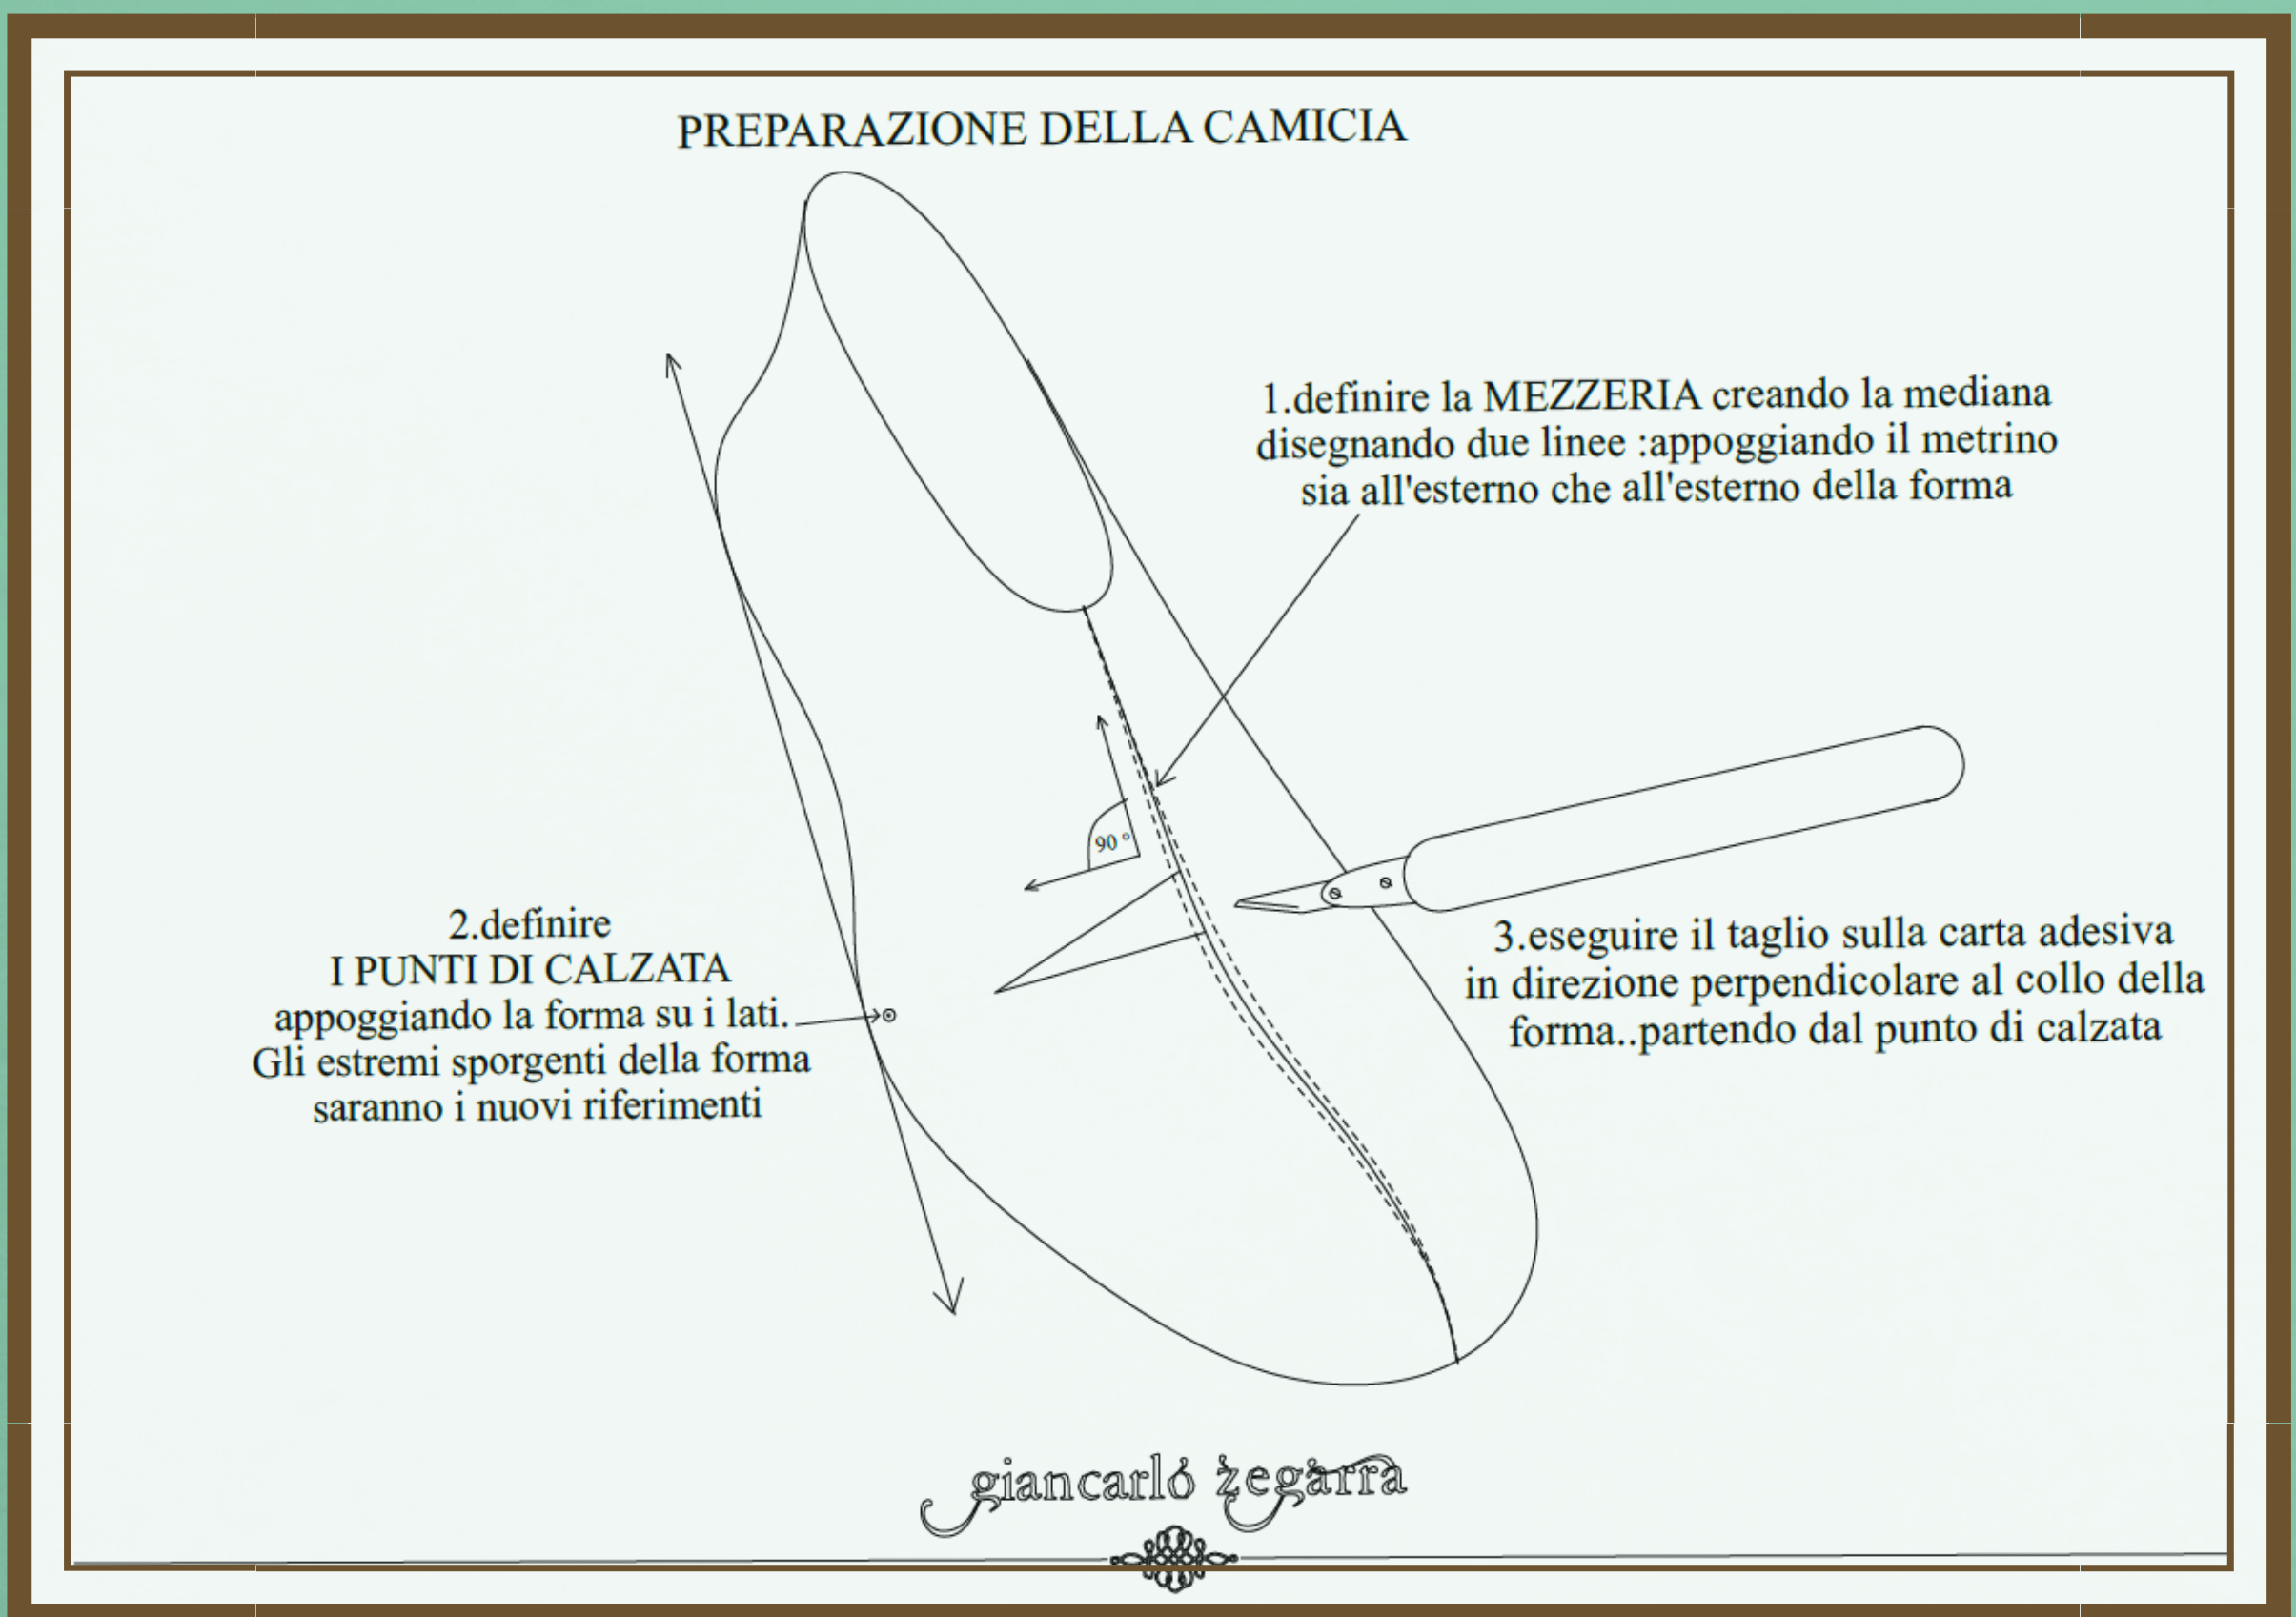 PREPARAZIONE DELLA CAMICIA
1.definire la MEZZERIA creando la mediana
disegnando due linee :appoggiando il metrino
sia all'esterno che all'esterno della forma
90 °
2.definire
I PUNTI DI CALZATA
appoggiando la forma su i lati.
Gli estremi sporgenti della forma
saranno i nuovi riferimenti
3.eseguire il taglio sulla carta adesiva
in direzione perpendicolare al collo della
forma..partendo dal punto di calzata
giancarlo zegarra